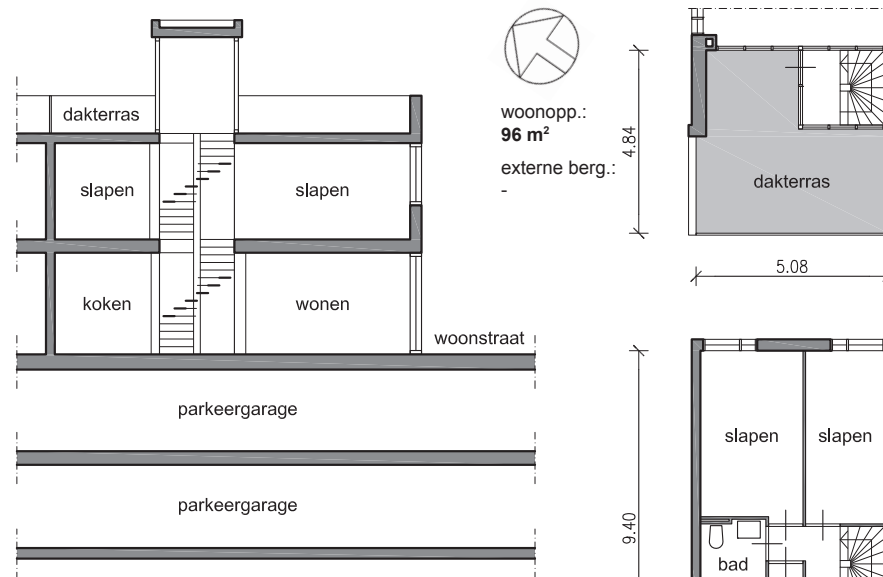 dakterras
slapen
slapen
koken
wonen
woonstraat
parkeergarage
parkeergarage
woonopp.:
96 m²
externe berg.:
-
4.84
dakterras
5.08
slapen
slapen
9.40
bad